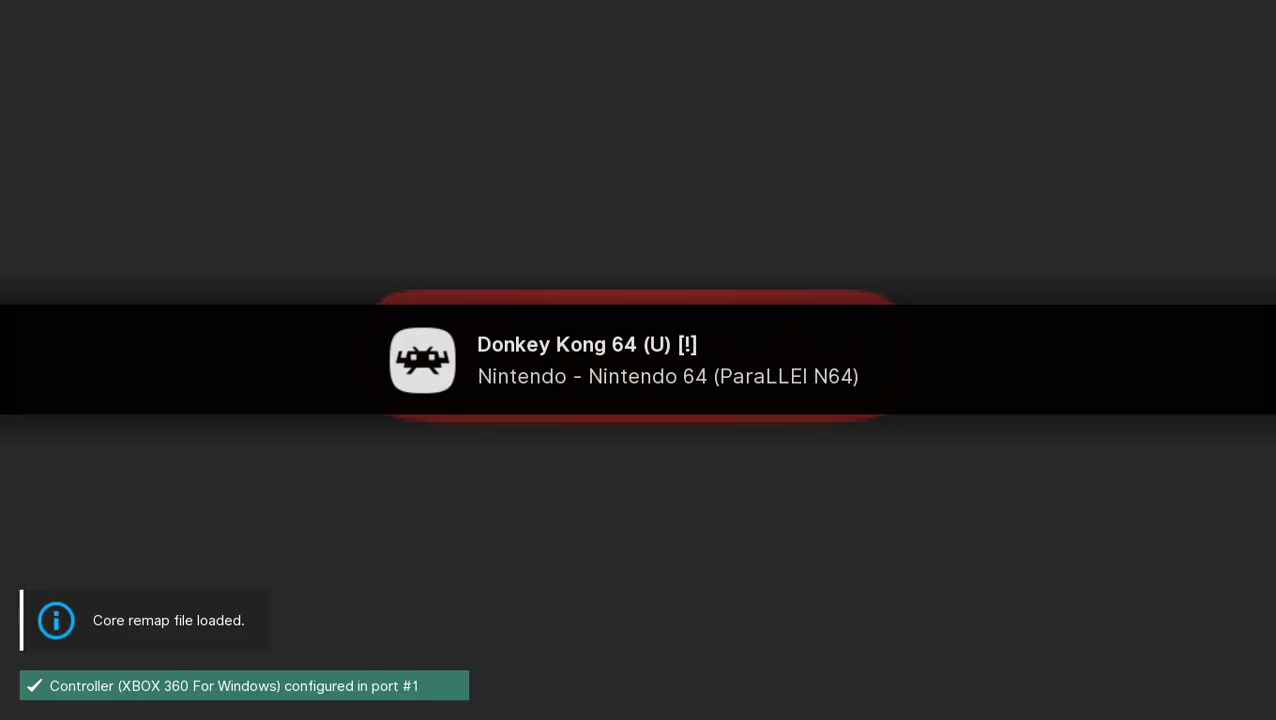 Donkey Kong 64 (U) [!]
Nintendo - Nintendo 64 (ParaLLEl N64)
Core remap file loaded.
Controller (XBOX 360 For Windows) configured in port #1